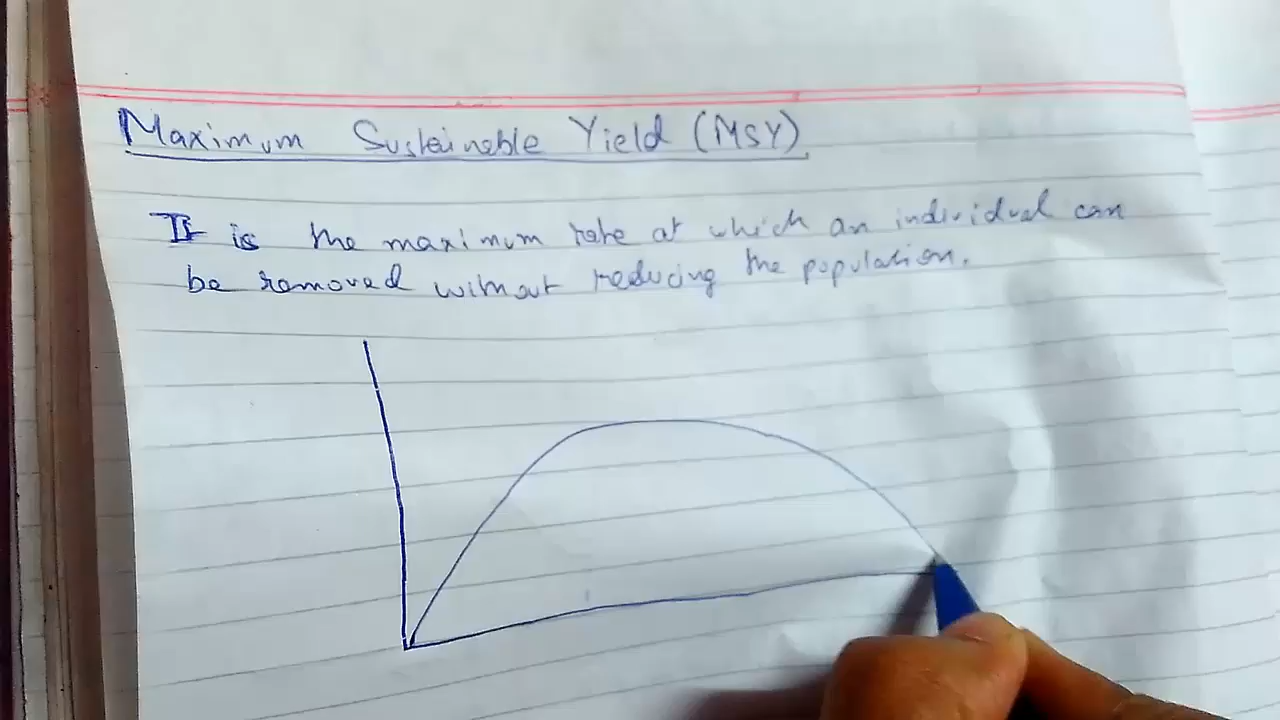 Maximum Sustainable Yield (MSY)
It is the maximum rate at which an individual can
be removed without reducing the population.